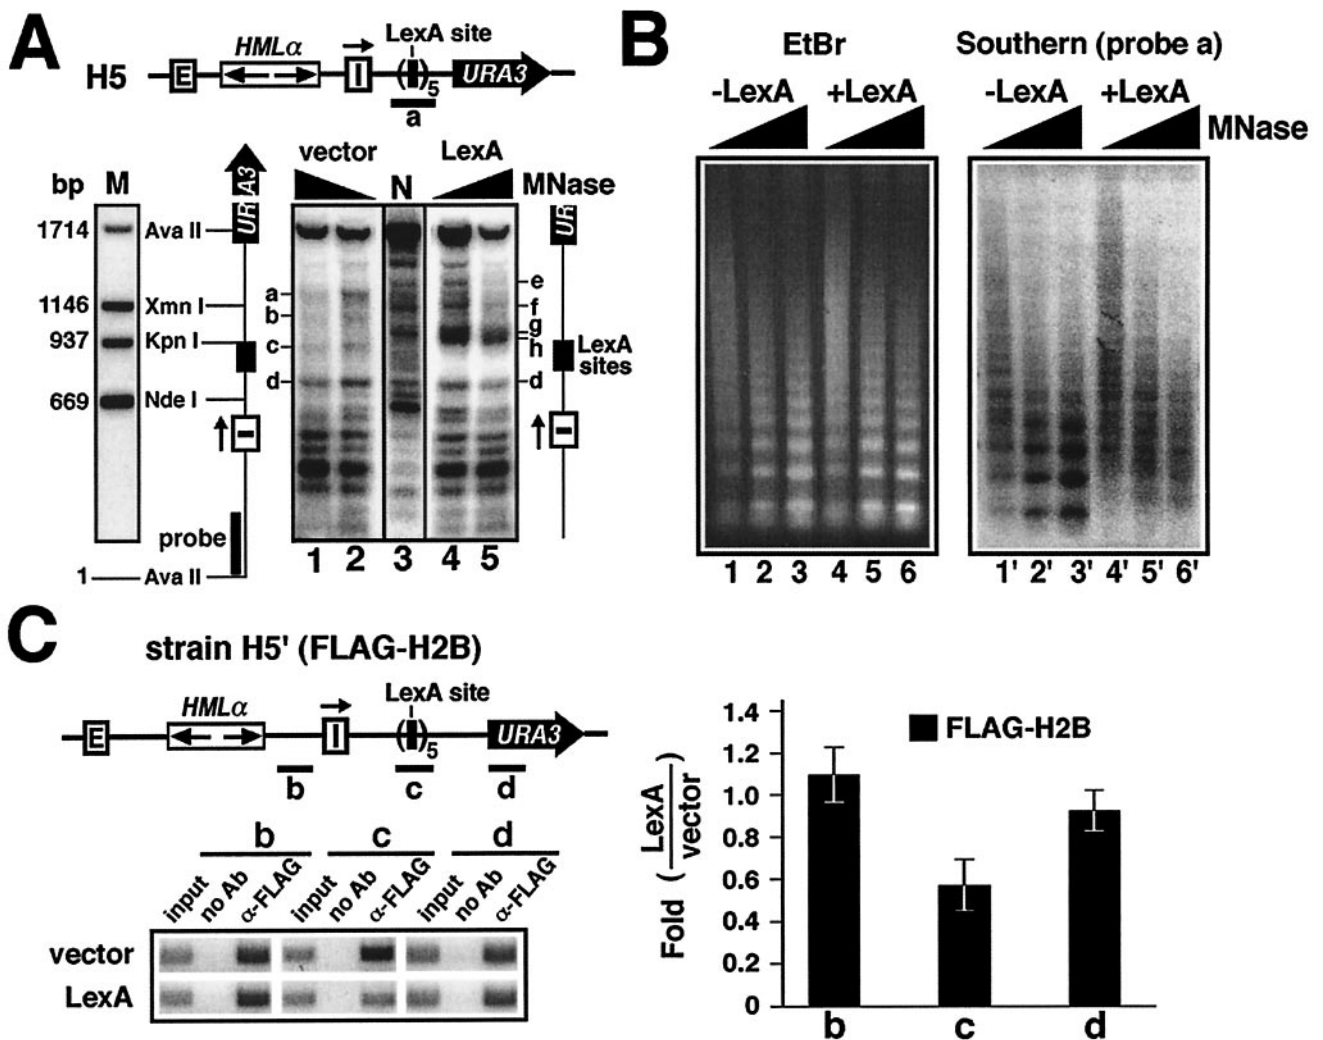 A
H5
E
HMLα
I
LexA site
( )5
URA3
a
vector
LexA
bp
M
N
MNase
URA3
UR
1714
Ava II
1146
Xmn I
937
Kpn I
669
Nde I
a
b
c
d
e
f
g
h
d
LexA
sites
I
I
probe
1
Ava II
1 2 3 4 5
B
EtBr
Southern (probe a)
-LexA +LexA
-LexA +LexA
MNase
1 2 3 4 5 6
1' 2' 3' 4' 5' 6'
C
strain H5' (FLAG-H2B)
LexA site
HMLα
E
I
( )5
URA3
b
c
d
b
c
d
input no Ab α-FLAG input no Ab α-FLAG input no Ab α-FLAG
vector
LexA
FLAG-H2B
Fold (LexA/vector)
1.4
1.2
1.0
0.8
0.6
0.4
0.2
0
b
c
d